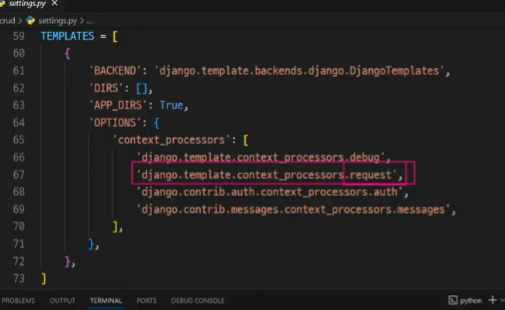 settings.py ×
crud > settings.py > ...
59 TEMPLATES = [
60 {
61 'BACKEND': 'django.template.backends.django.DjangoTemplates',
62 'DIRS': [],
63 'APP_DIRS': True,
64 'OPTIONS': {
65 'context_processors': [
66 'django.template.context_processors.debug',
67 'django.template.context_processors.request',
68 'django.contrib.auth.context_processors.auth',
69 'django.contrib.messages.context_processors.messages',
70 ],
71 },
72 },
73 ]
PROBLEMS OUTPUT TERMINAL PORTS DEBUG CONSOLE python + ...